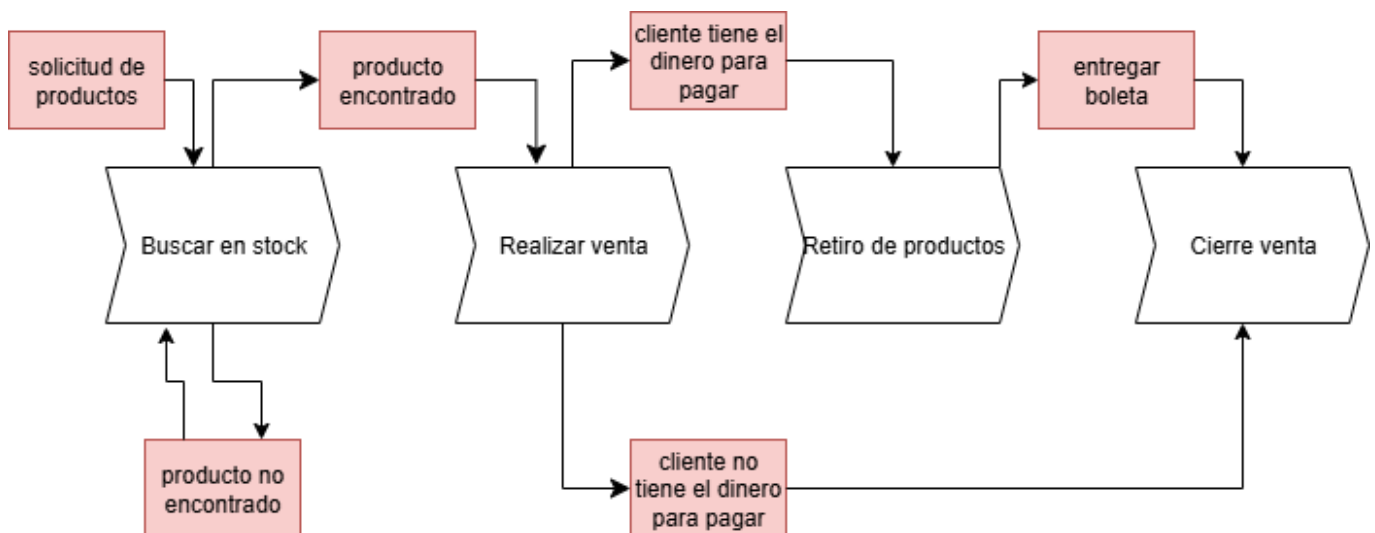 solicitud de
productos
producto
encontrado
cliente tiene el
dinero para
pagar
entregar
boleta
Buscar en stock
Realizar venta
Retiro de productos
Cierre venta
producto no
encontrado
cliente no
tiene el dinero
para pagar